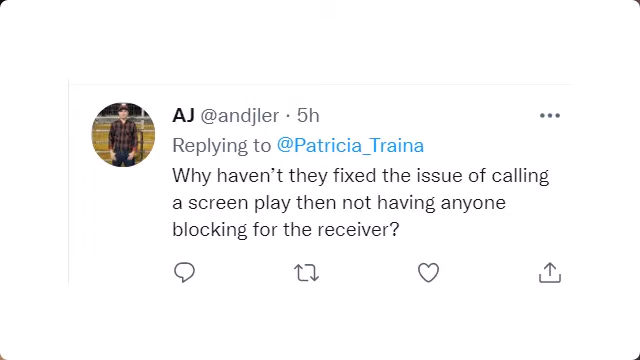 AJ @andjler · 5h
Replying to @Patricia_Traina
Why haven’t they fixed the issue of calling
a screen play then not having anyone
blocking for the receiver?